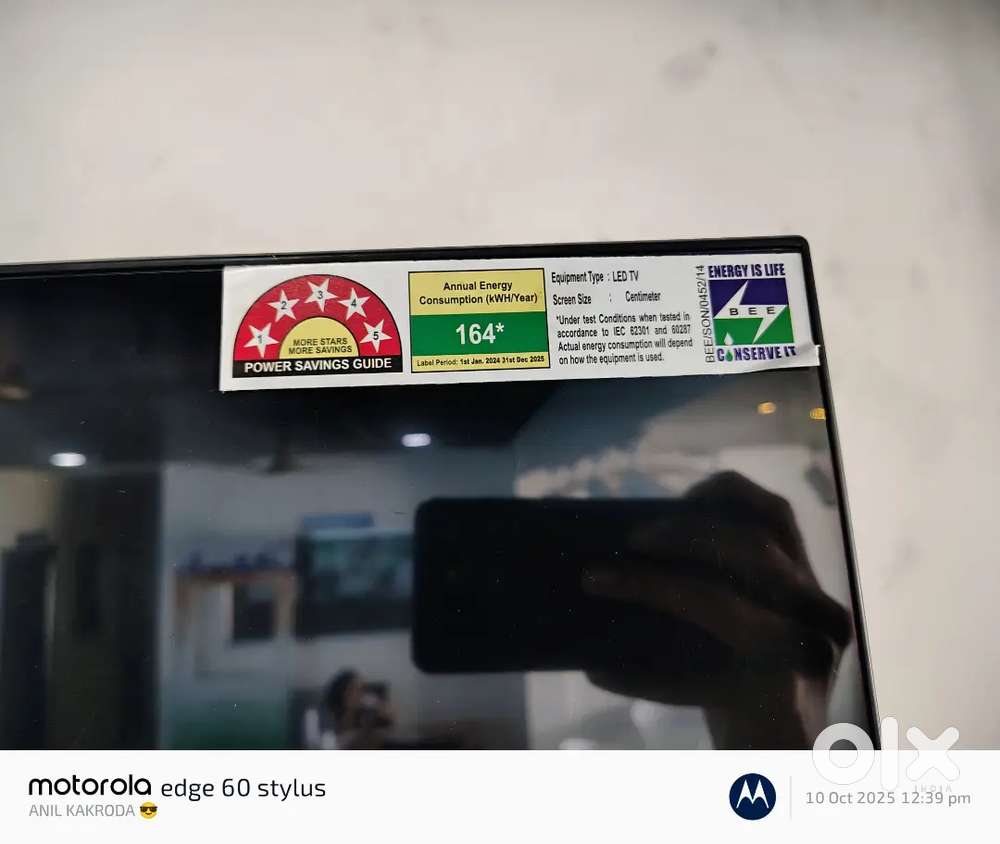 1 2 3 4 5
MORE STARS
MORE SAVINGS
POWER SAVINGS GUIDE
Annual Energy
Consumption (kWH/Year)
164*
Label Period: 1st Jan. 2024 31st Dec 2025
Equipment Type : LED TV
Screen Size : Centimeter
*Under test Conditions when tested in
accordance to IEC 62301 and 60287
Actual energy consumption will depend
on how the equipment is used.
BEE/SON/0452/14
ENERGY IS LIFE
BEE
CONSERVE IT
motorola edge 60 stylus
ANIL KAKRODA 😎
10 Oct 2025 12:39 pm
olx
INDIA